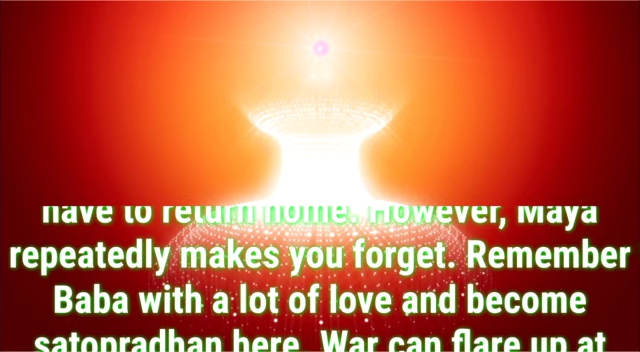 have to return home. However, Maya
repeatedly makes you forget. Remember
Baba with a lot of love and become
satopradhan here. War can flare up at